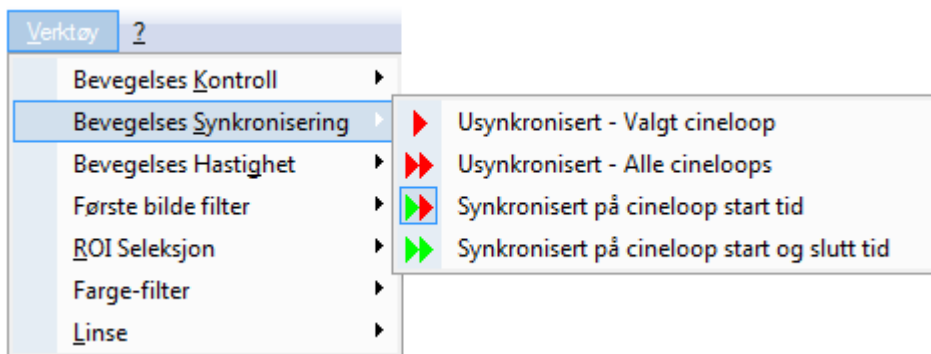 Verktøy ?
Bevegelses Kontroll
Bevegelses Synkronisering
Bevegelses Hastighet
Første bilde filter
ROI Seleksjon
Farge-filter
Linse
Usynkronisert - Valgt cineloop
Usynkronisert - Alle cineloops
Synkronisert på cineloop start tid
Synkronisert på cineloop start og slutt tid